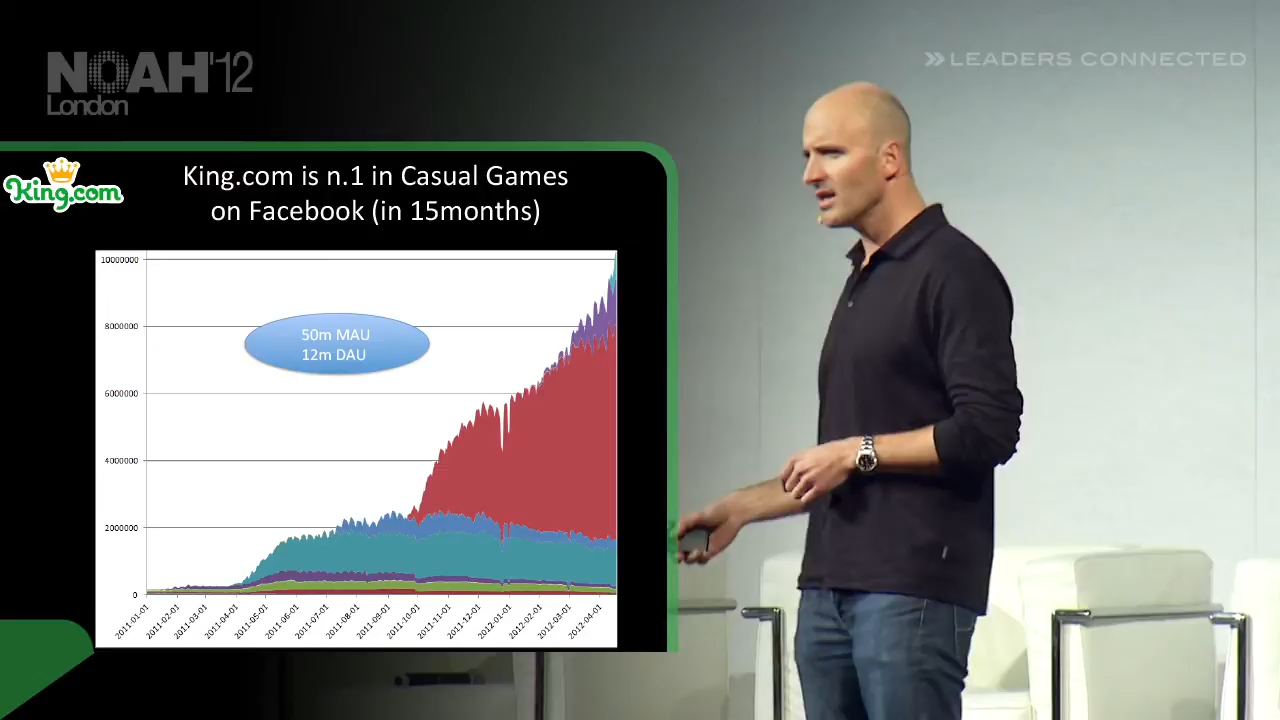 NOAH'12
London
LEADERS CONNECTED
King.com
King.com is n.1 in Casual Games
on Facebook (in 15months)
50m MAU
12m DAU
10000000
8000000
6000000
4000000
2000000
0
2011-01-01
2011-02-01
2011-03-01
2011-04-01
2011-05-01
2011-06-01
2011-07-01
2011-08-01
2011-09-01
2011-10-01
2011-11-01
2011-12-01
2012-01-01
2012-02-01
2012-03-01
2012-04-01